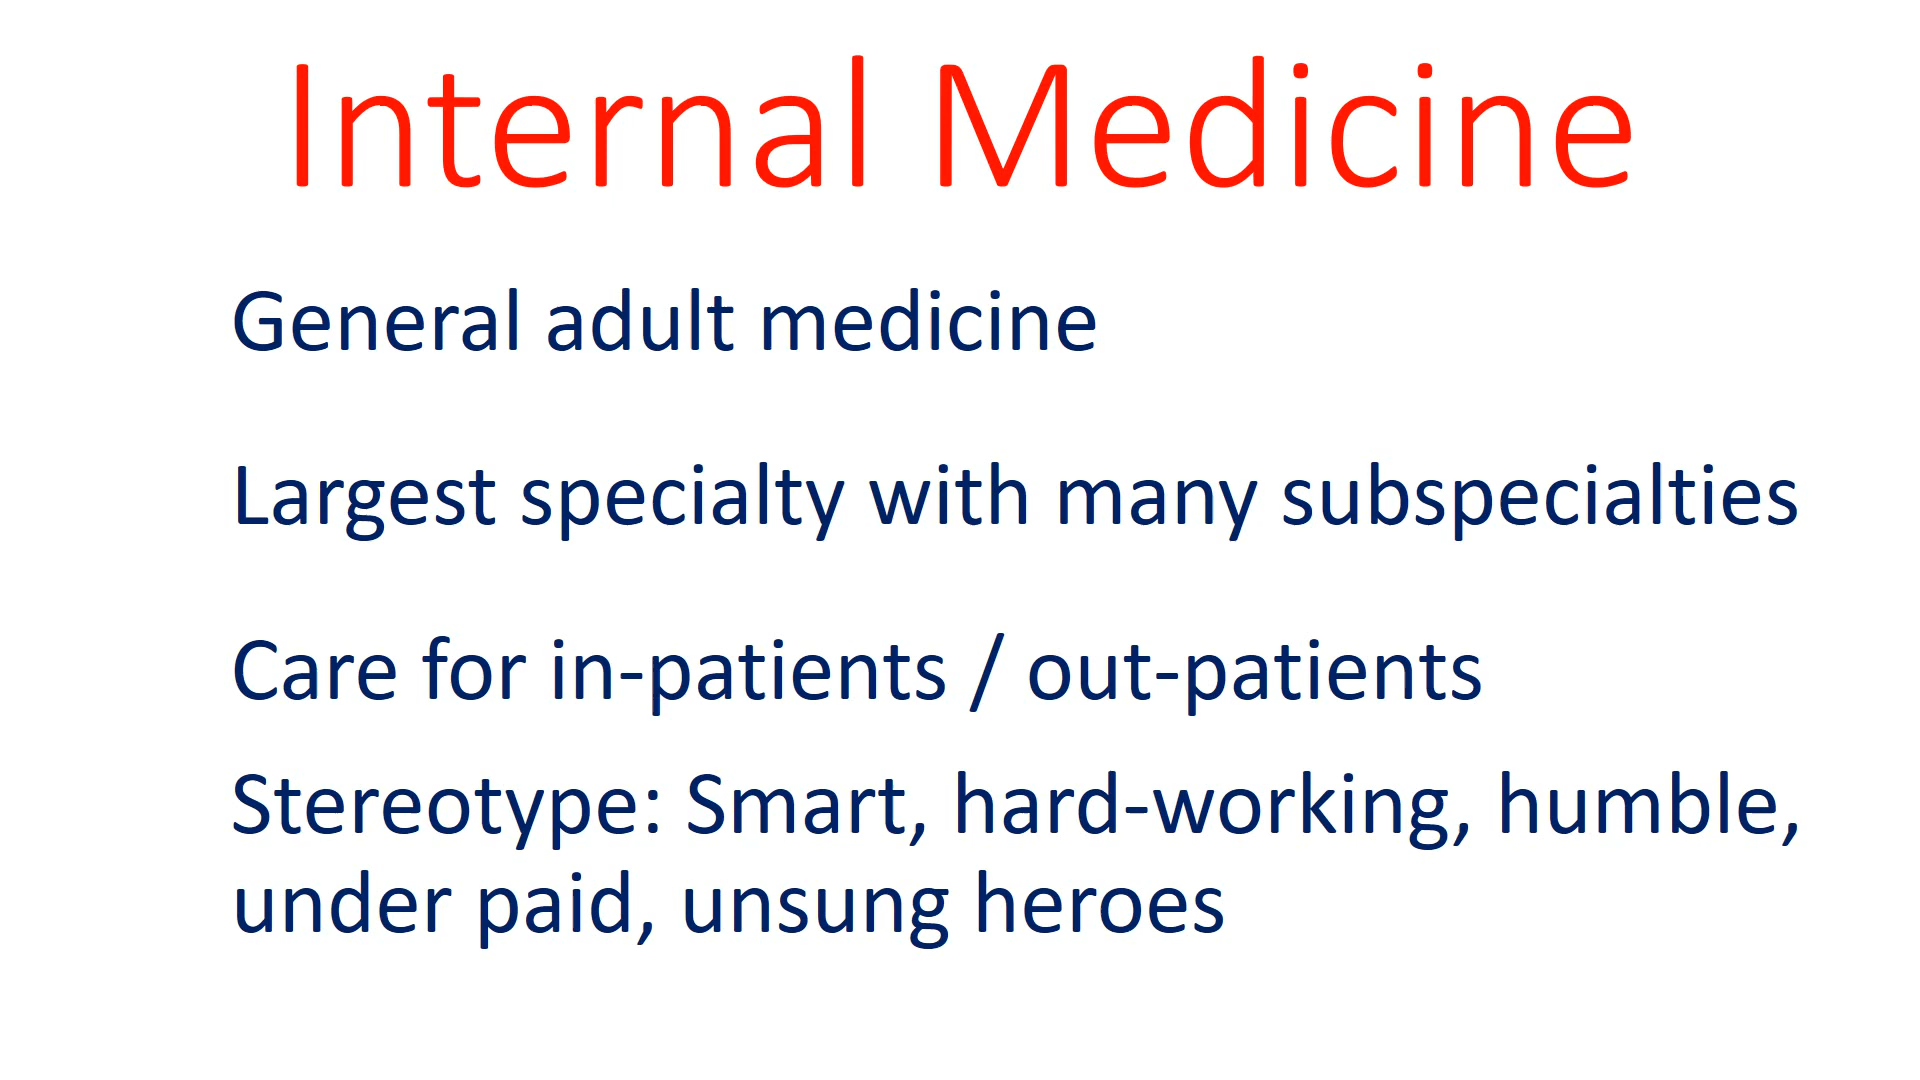 Internal Medicine
General adult medicine
Largest specialty with many subspecialties
Care for in-patients / out-patients
Stereotype: Smart, hard-working, humble,
under paid, unsung heroes